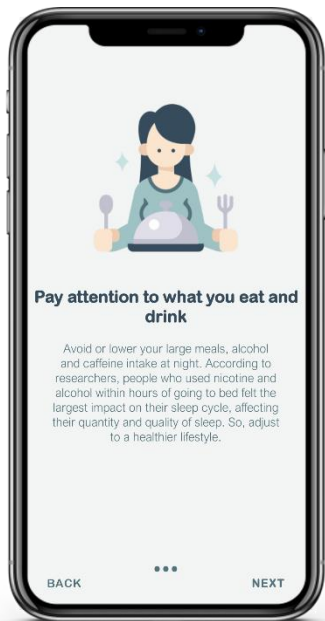 Pay attention to what you eat and
drink
Avoid or lower your large meals, alcohol
and caffeine intake at night. According to
researchers, people who used nicotine and
alcohol within hours of going to bed felt the
largest impact on their sleep cycle, affecting
their quantity and quality of sleep. So, adjust
to a healthier lifestyle.
BACK
NEXT